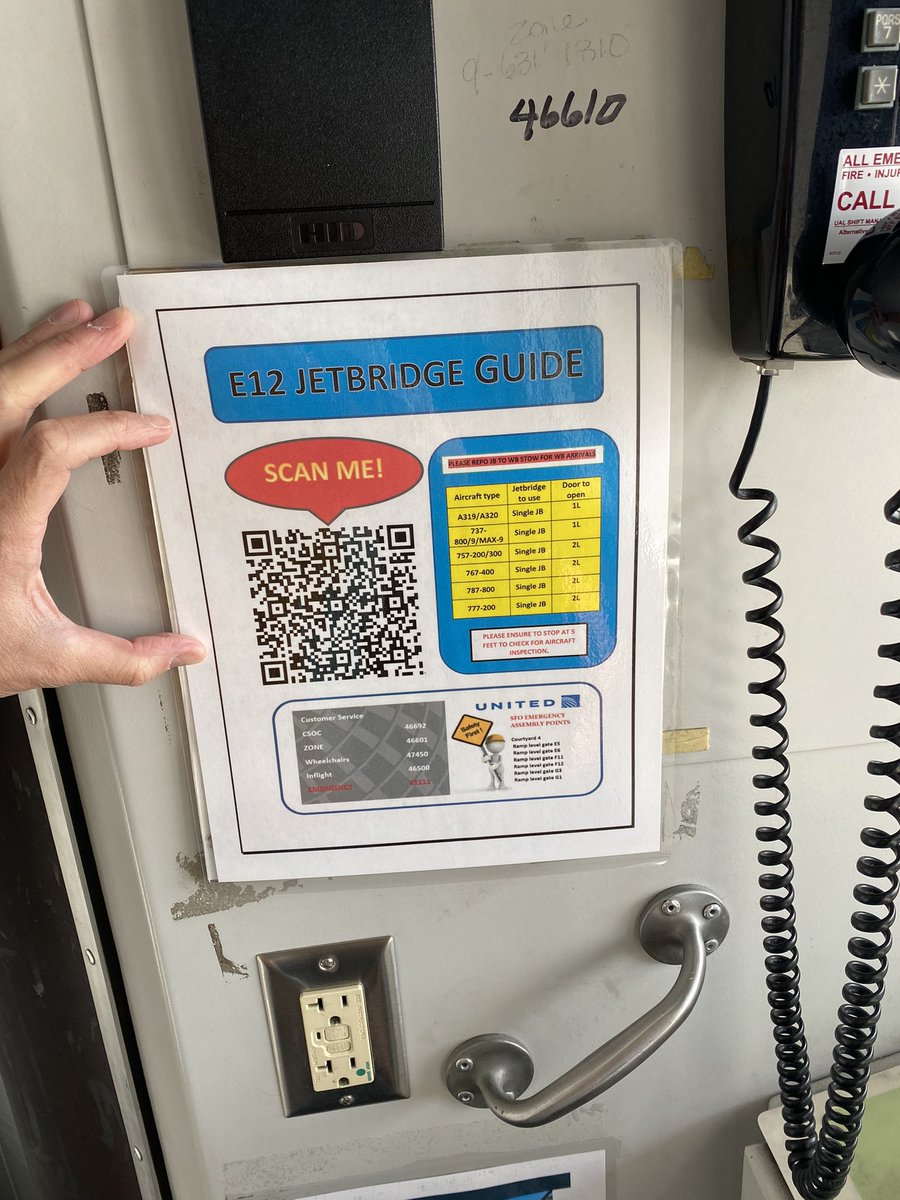 Zone
9-631 1310
46610
PQRS
7
*
ALL EME
FIRE • INJUR
CALL
UAL SHIFT MAN
Alternative
HID
E12 JETBRIDGE GUIDE
SCAN ME!
PLEASE REPO JB TO WB STOW FOR WB ARRIVALS
Aircraft type Jetbridge to use Door to open
A319/A320 Single JB 1L
737-800/9/MAX-9 Single JB 1L
757-200/300 Single JB 2L
767-400 Single JB 2L
787-800 Single JB 2L
777-200 Single JB 2L
PLEASE ENSURE TO STOP AT 5
FEET TO CHECK FOR AIRCRAFT
INSPECTION.
Customer Service 46692
CSOC 46601
ZONE 47450
Wheelchairs 46500
Inflight 61111
EMERGENCY
UNITED
Safety
First!
SFO EMERGENCY
ASSEMBLY POINTS
Courtyard 4
Ramp level gate E5
Ramp level gate E6
Ramp level gate F11
Ramp level gate F12
Ramp level gate G3
Ramp level gate G1